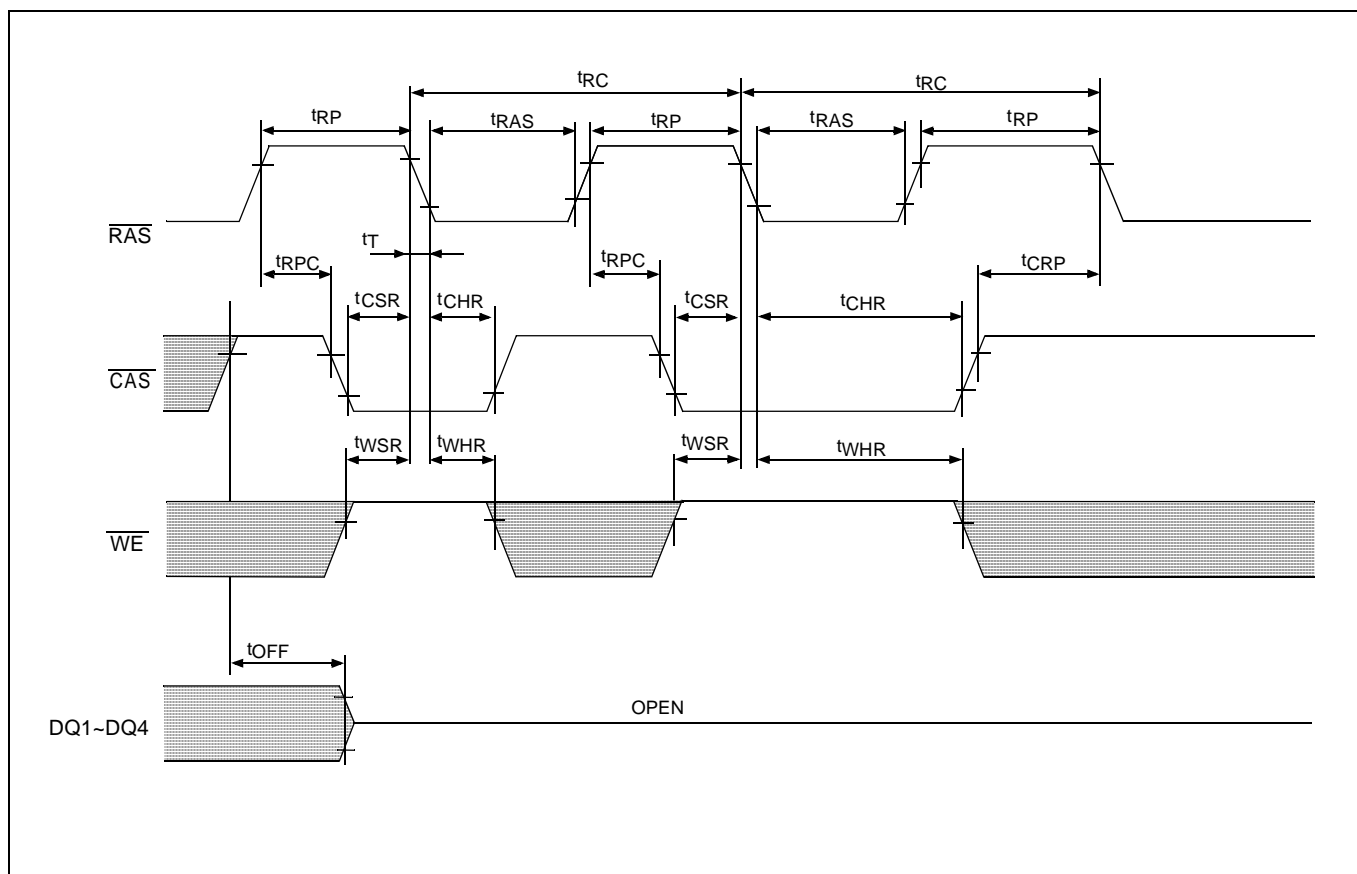 tRC tRC
tRP tRAS tRP tRAS tRP
RAS
tT
tRPC tRPC tCRP
tCSR tCHR tCSR tCHR
CAS
tWSR tWHR tWSR tWHR
WE
tOFF
OPEN
DQ1~DQ4